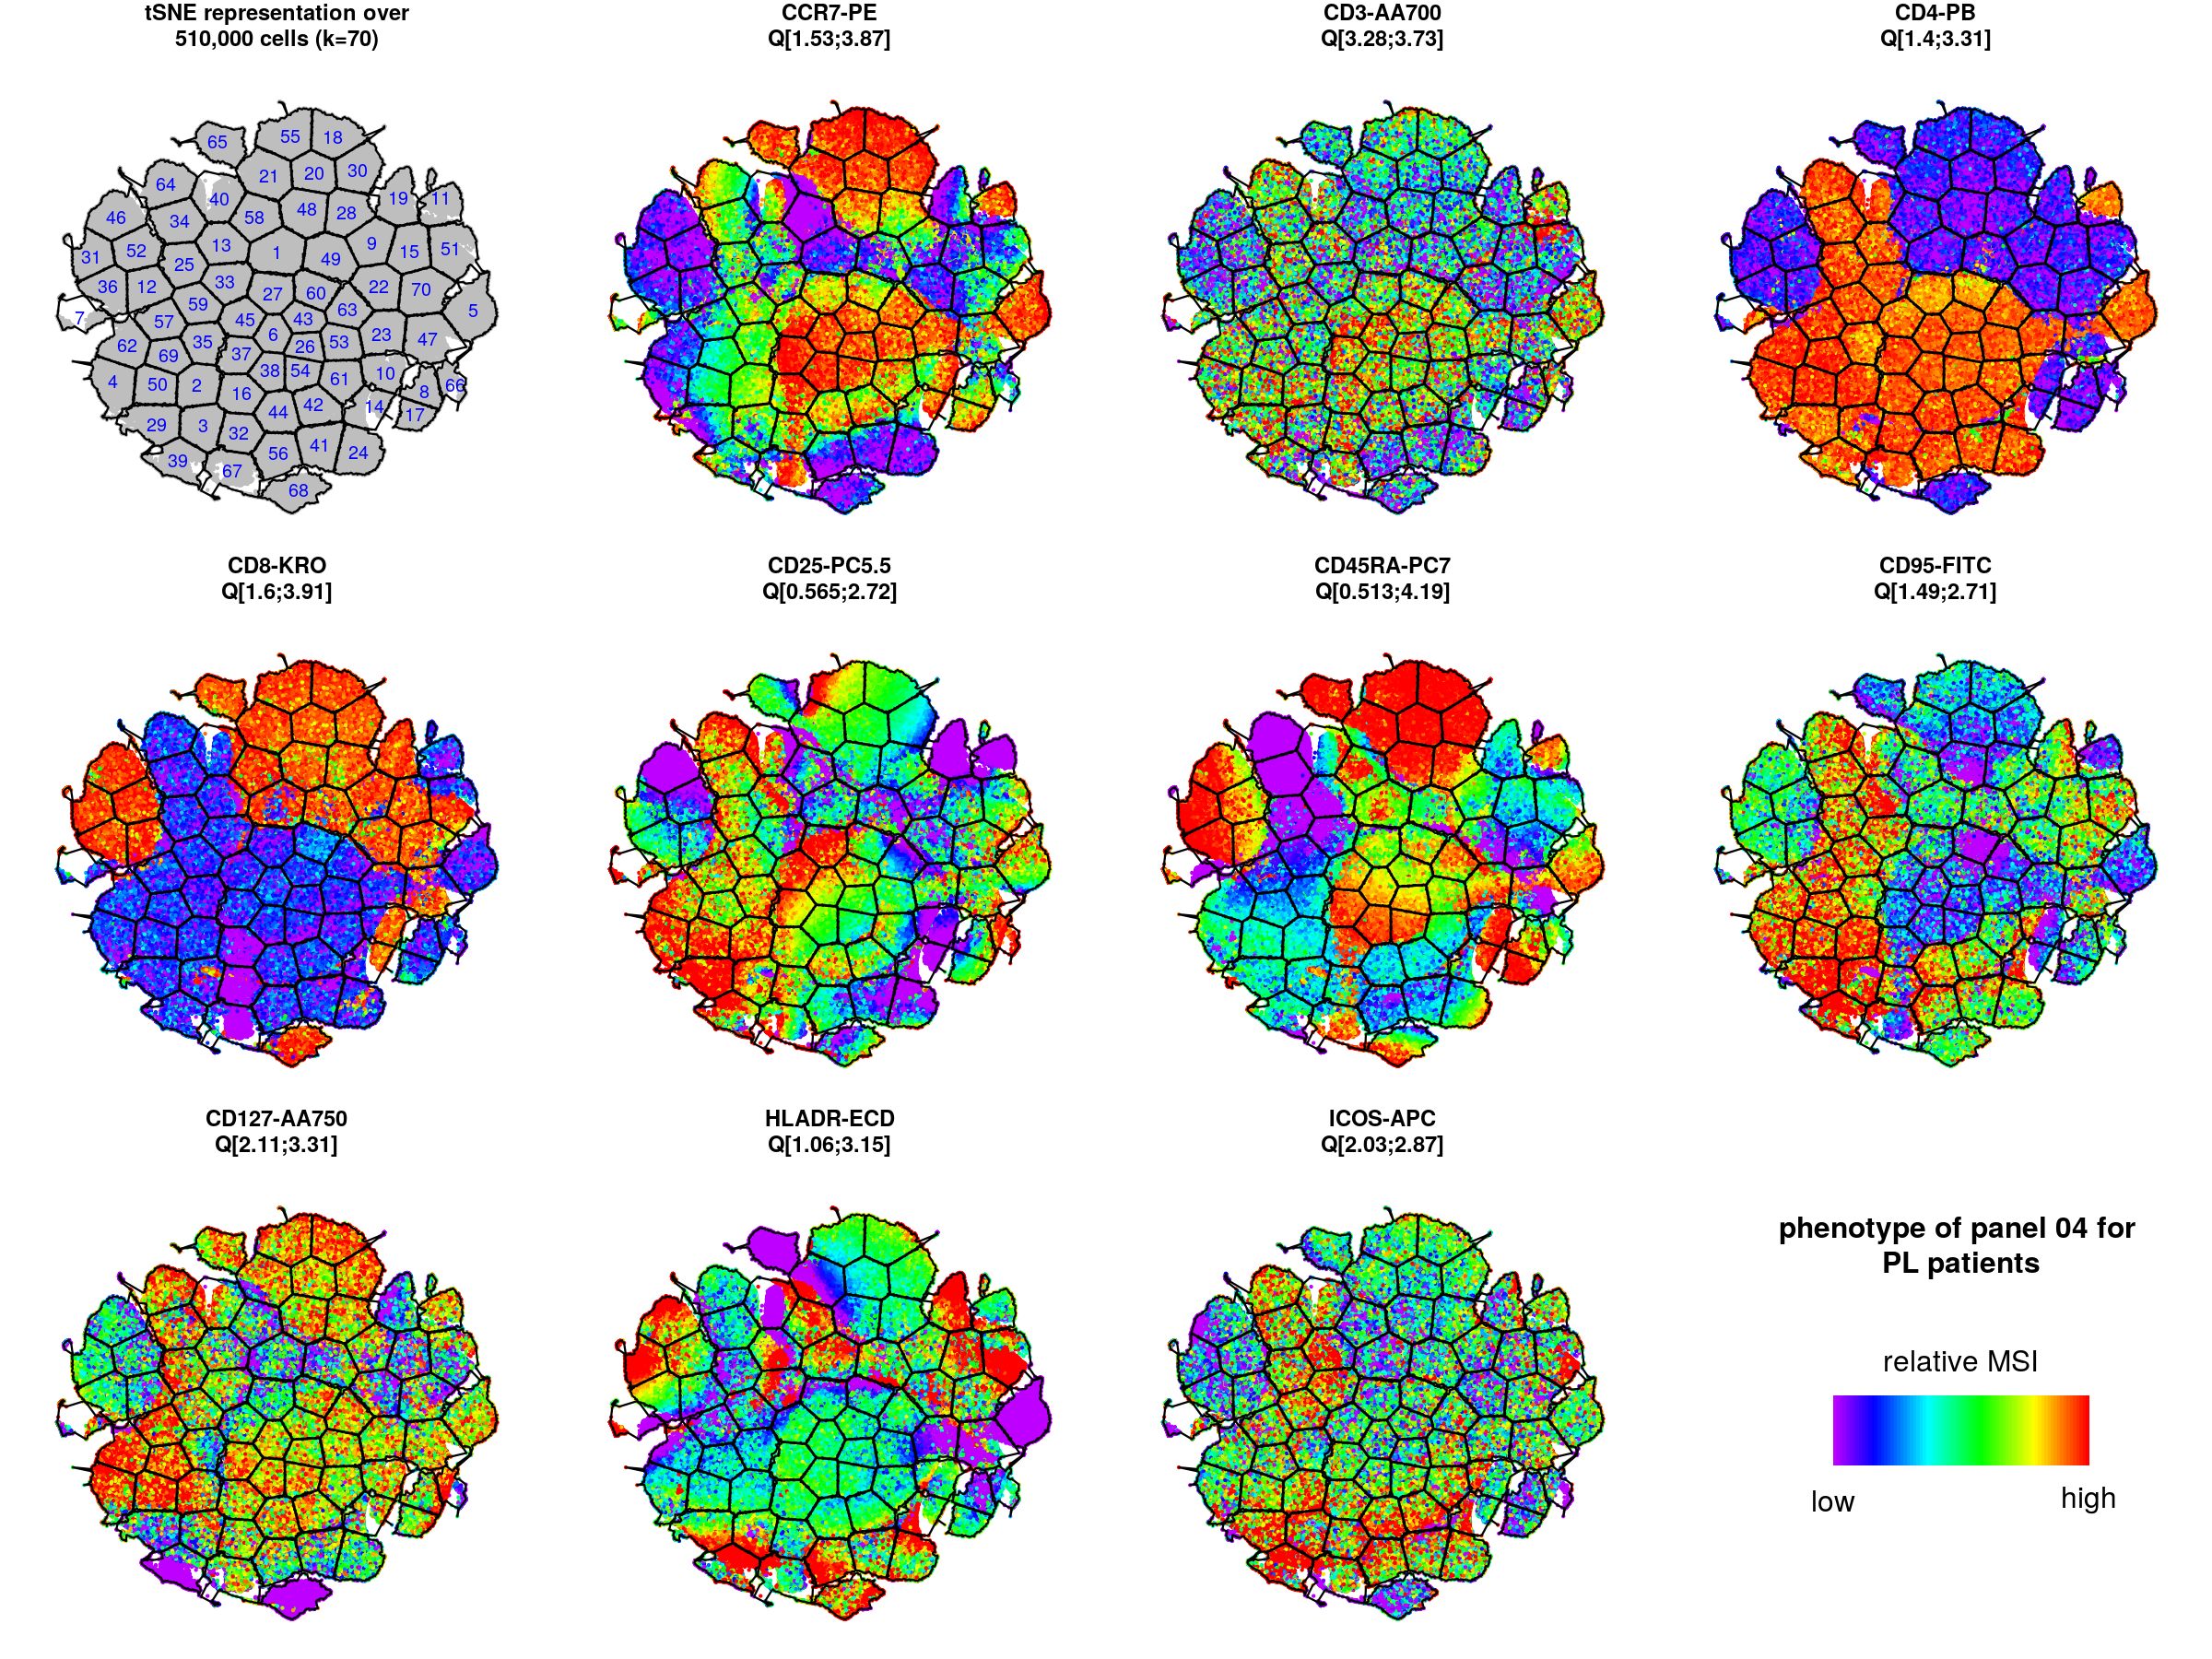 tSNE representation over
510,000 cells (k=70)
CCR7-PE
Q[1.53;3.87]
CD3-AA700
Q[3.28;3.73]
CD4-PB
Q[1.4;3.31]
65
55
18
64
21
20
30
40
19
11
46
34
58
48
28
31
52
13
1
49
9
15
51
25
36
12
33
27
60
22
70
7
59
57
45
6
43
63
23
5
62
69
35
37
26
53
47
4
50
2
38
54
61
10
8
66
16
44
42
14
17
29
3
32
56
41
24
39
67
68
CD8-KRO
Q[1.6;3.91]
CD25-PC5.5
Q[0.565;2.72]
CD45RA-PC7
Q[0.513;4.19]
CD95-FITC
Q[1.49;2.71]
CD127-AA750
Q[2.11;3.31]
HLADR-ECD
Q[1.06;3.15]
ICOS-APC
Q[2.03;2.87]
phenotype of panel 04 for
PL patients
relative MSI
low
high